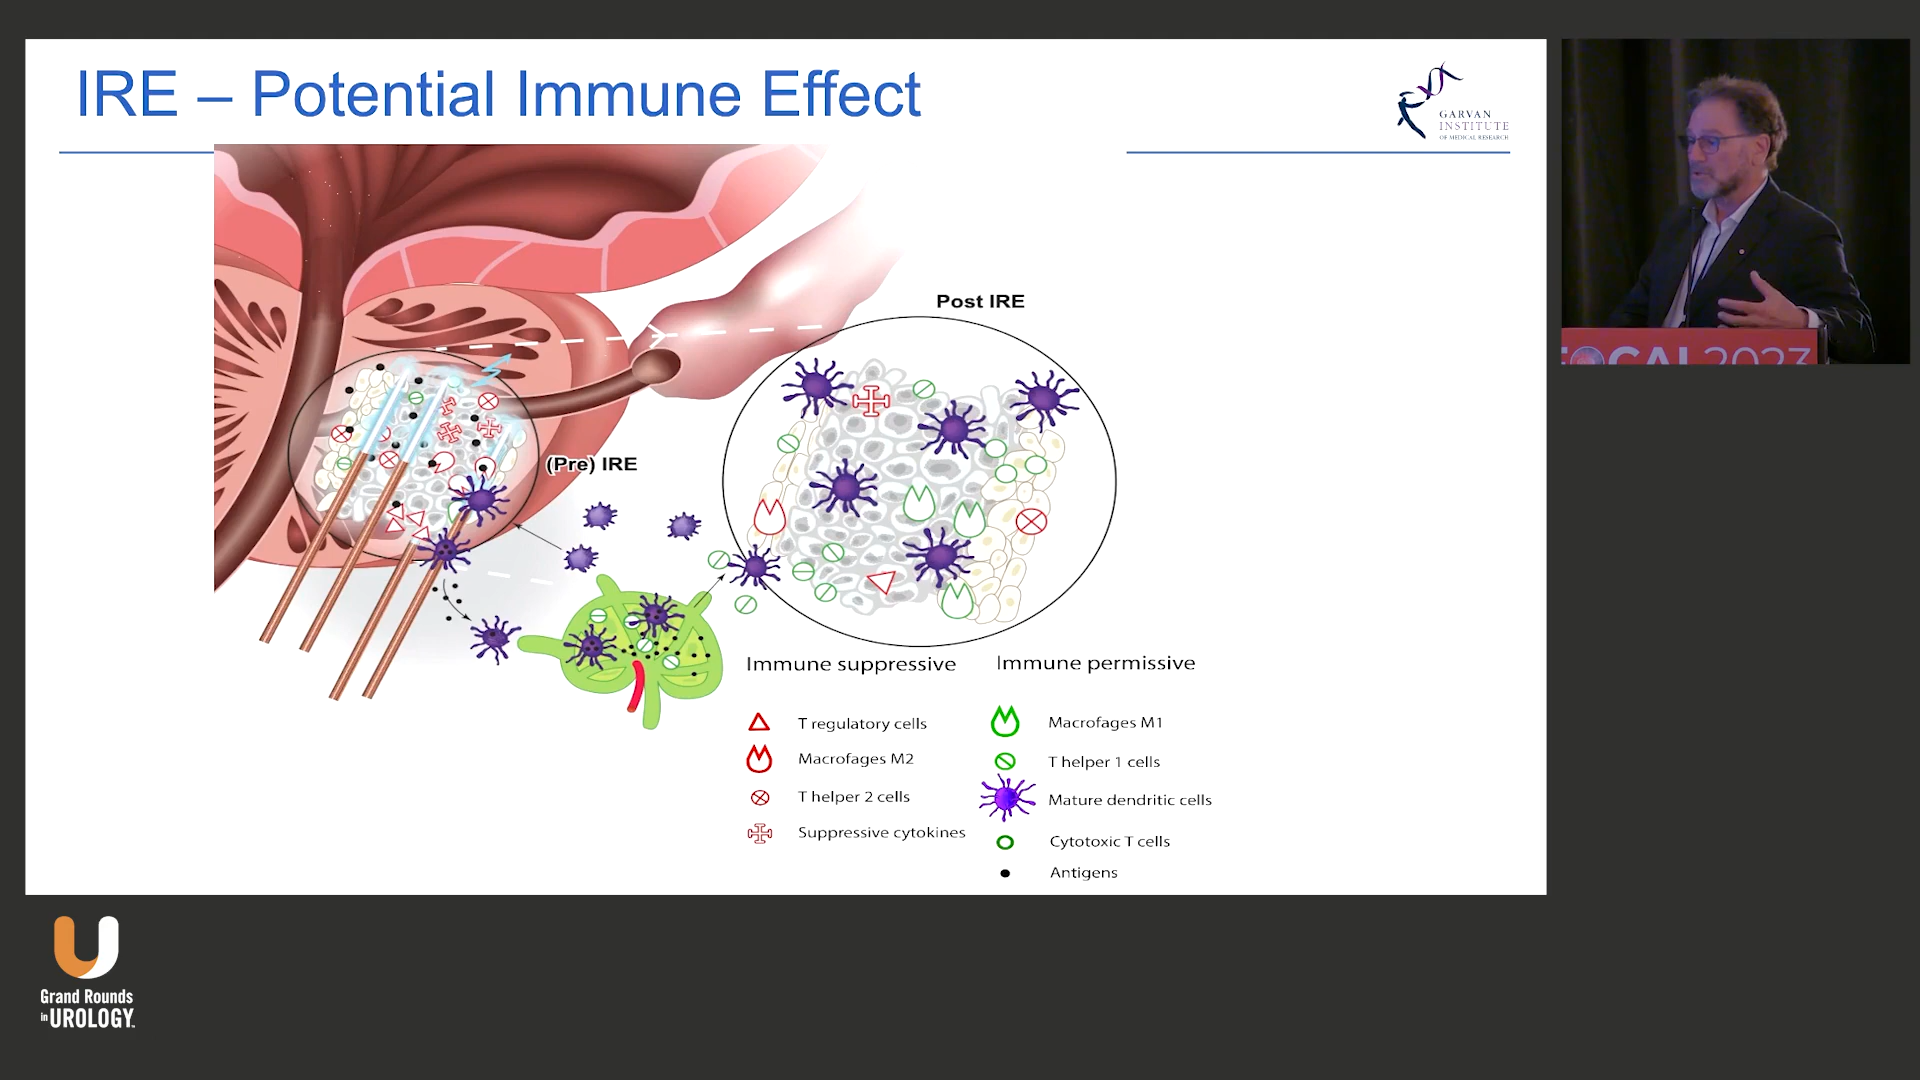 IRE – Potential Immune Effect
GARVAN
INSTITUTE
OF MEDICAL RESEARCH
Post IRE
(Pre) IRE
Immune suppressive
Immune permissive
T regulatory cells
Macrofages M1
Macrofages M2
T helper 1 cells
T helper 2 cells
Mature dendritic cells
Suppressive cytokines
Cytotoxic T cells
Antigens
FOCAL 2023
Grand Rounds
in UROLOGY